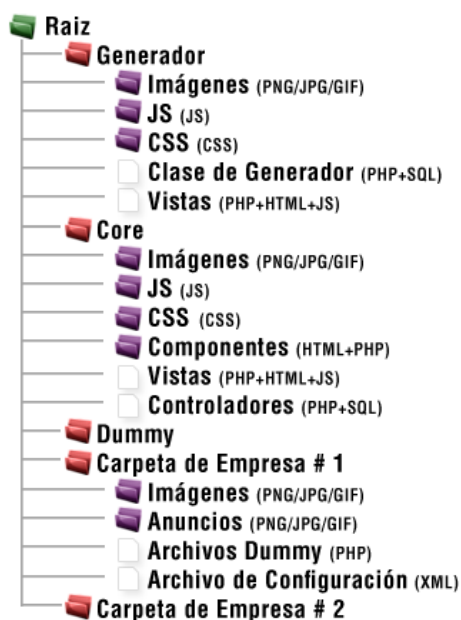 Raiz
Generador
Imágenes (PNG/JPG/GIF)
JS (JS)
CSS (CSS)
Clase de Generador (PHP+SQL)
Vistas (PHP+HTML+JS)
Core
Imágenes (PNG/JPG/GIF)
JS (JS)
CSS (CSS)
Componentes (HTML+PHP)
Vistas (PHP+HTML+JS)
Controladores (PHP+SQL)
Dummy
Carpeta de Empresa # 1
Imágenes (PNG/JPG/GIF)
Anuncios (PNG/JPG/GIF)
Archivos Dummy (PHP)
Archivo de Configuración (XML)
Carpeta de Empresa # 2